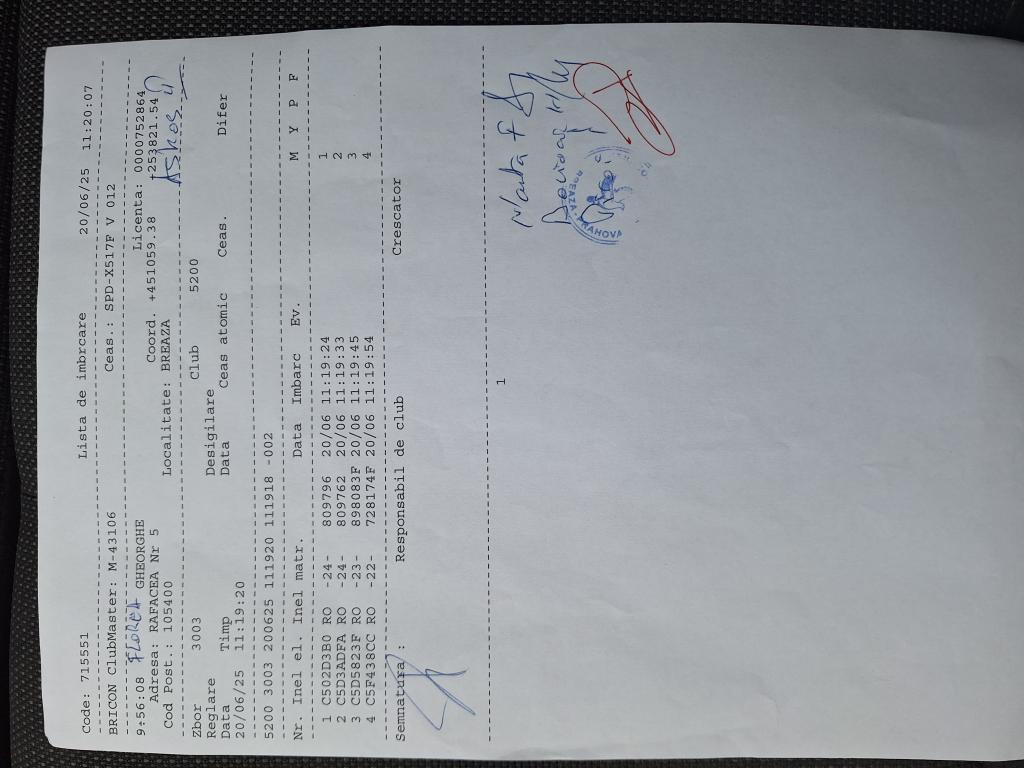 Code: 715551 Lista de imbrcare 20/06/25 11:20:07
BRICON ClubMaster: M-43106 Ceas.: SPD-X517F V 012
9:56:08 FLOREA GHEORGHE Licenta: 0000752864
Adresa: RAFACEA Nr 5 Coord. +451059.38 +253821.54
Cod Post.: 105400 Localitate: BREAZA
Zbor 3003 Club 5200
Reglare Desigilare
Data Timp Data Ceas atomic Ceas. Difer
20/06/25 11:19:20
5200 3003 200625 111920 111918 -002
Nr. Inel el. Inel matr. Data Imbarc Ev. M Y P F
1 C502D3B0 RO -24- 809796 20/06 11:19:24 1
2 C5D3ADFA RO -24- 809762 20/06 11:19:33 2
3 C5D5823F RO -23- 898083F 20/06 11:19:45 3
4 C5F438CC RO -22- 728174F 20/06 11:19:54 4
Semnatura : Responsabil de club Crescator
1